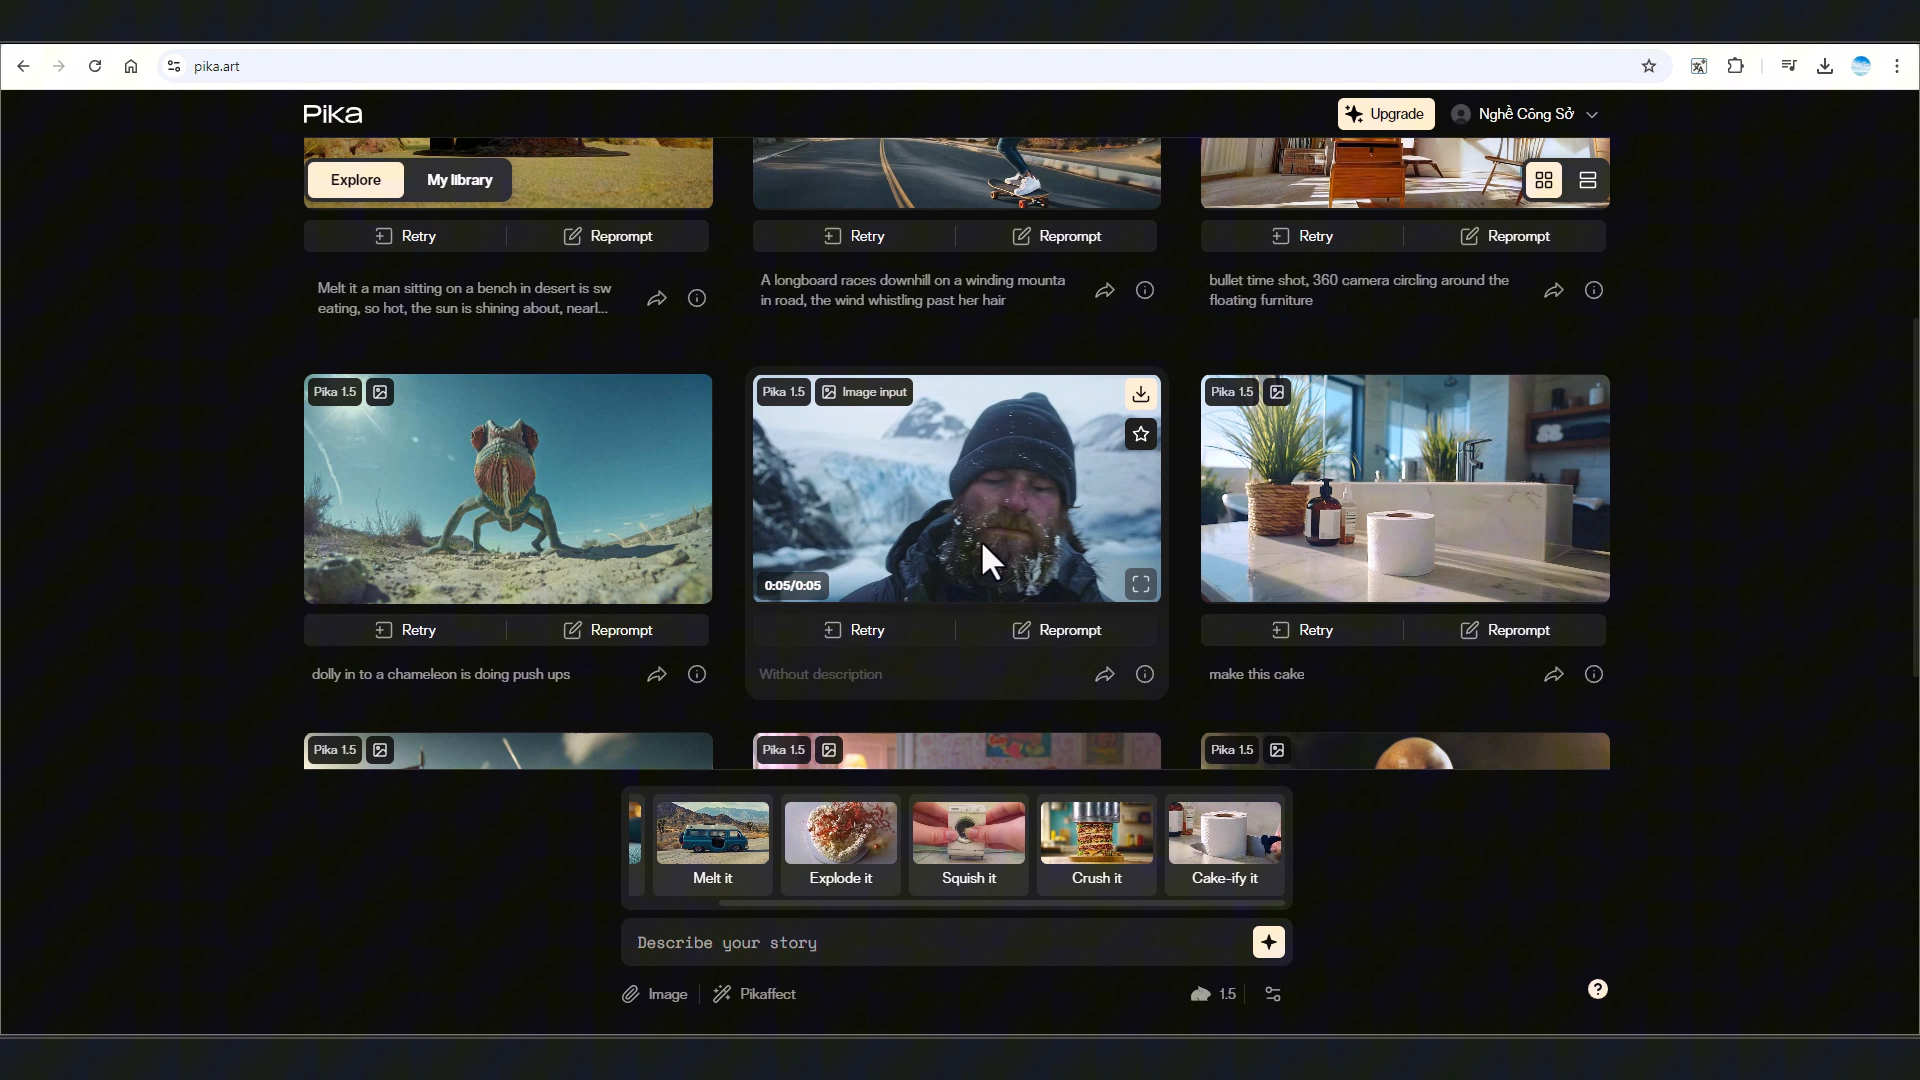 pika.art
Pika
Upgrade
Nghề Công Sở
Explore
My library
Retry
Reprompt
Retry
Reprompt
Retry
Reprompt
Melt it a man sitting on a bench in desert is sw
eating, so hot, the sun is shining about, nearl...
A longboard races downhill on a winding mounta
in road, the wind whistling past her hair
bullet time shot, 360 camera circling around the
floating furniture
Pika 1.5
Pika 1.5
Image input
Pika 1.5
0:05/0:05
Retry
Reprompt
Retry
Reprompt
Retry
Reprompt
dolly in to a chameleon is doing push ups
Without description
make this cake
Pika 1.5
Pika 1.5
Pika 1.5
Melt it
Explode it
Squish it
Crush it
Cake-ify it
Describe your story
Image
Pikaffect
1.5
?